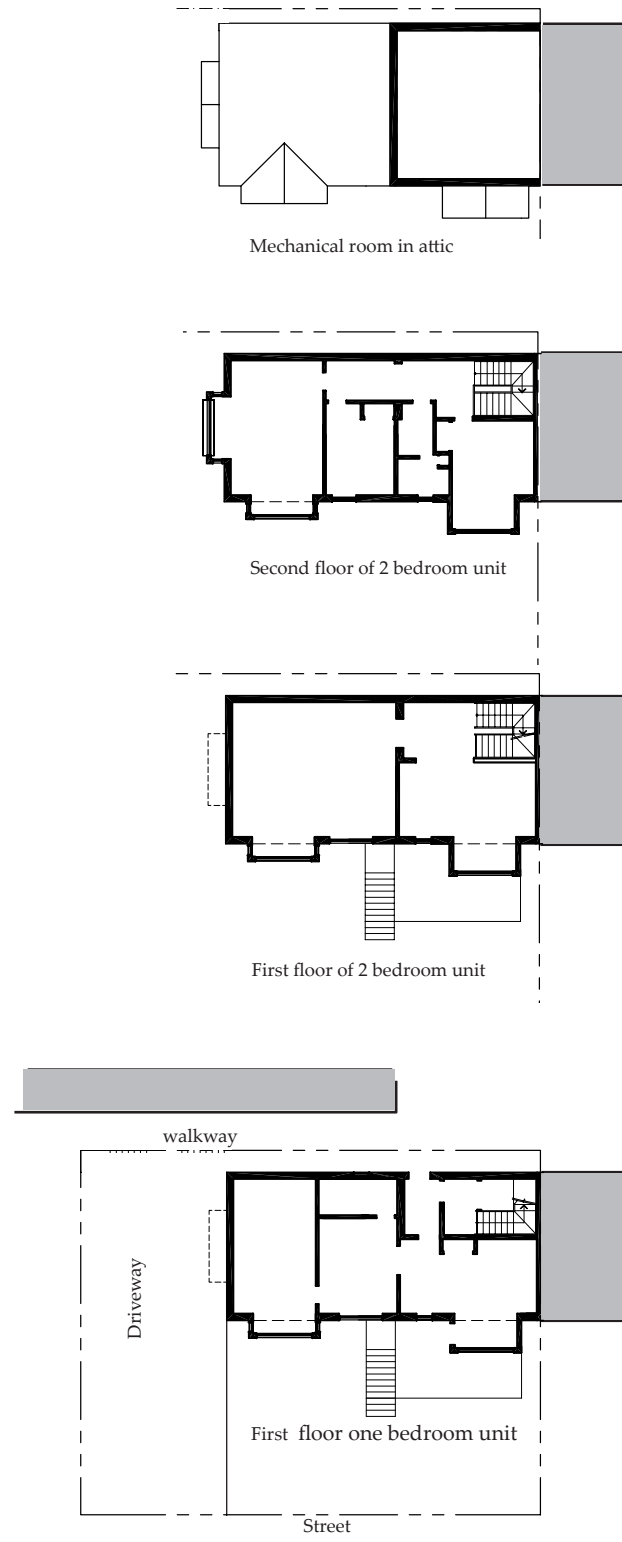 Mechanical room in attic
Second floor of 2 bedroom unit
First floor of 2 bedroom unit
walkway
Driveway
First floor one bedroom unit
Street